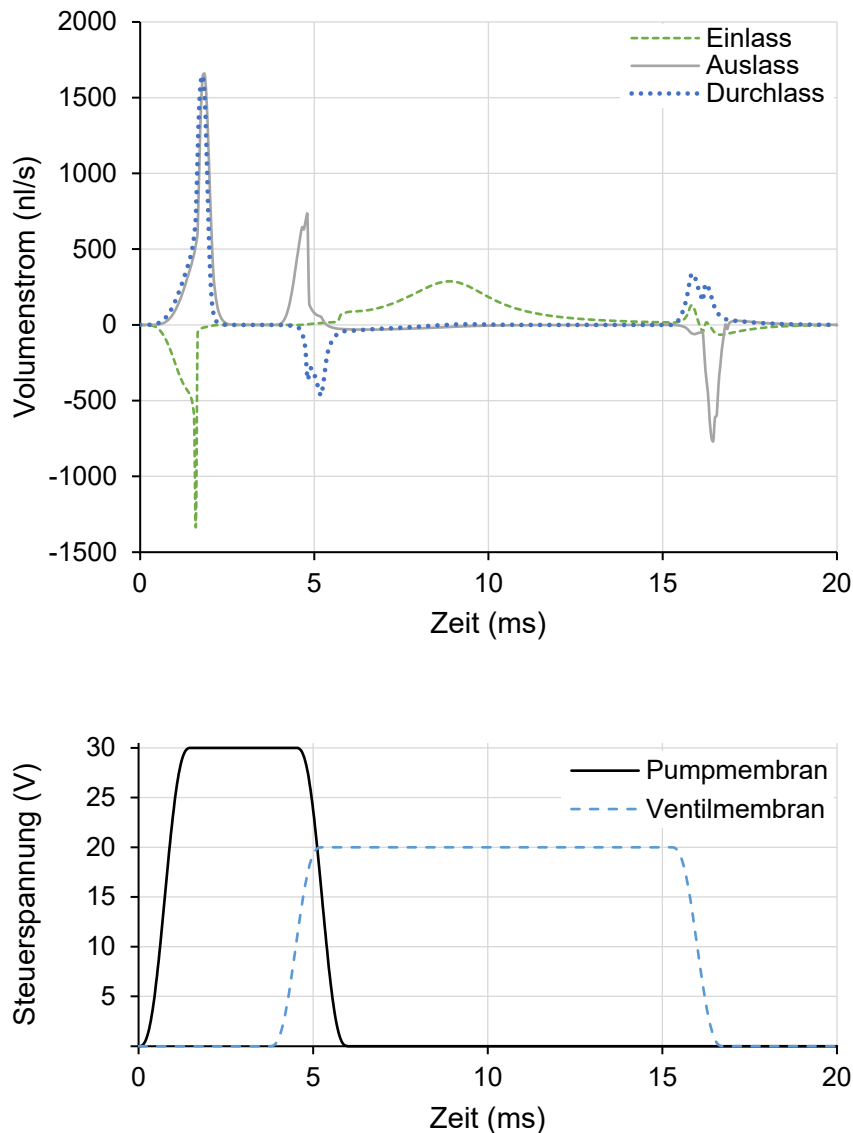 2000
1500
1000
500
0
-500
-1000
-1500
Volumenstrom (nl/s)
Einlass
Auslass
Durchlass
0 5 10 15 20
Zeit (ms)
30
25
20
15
10
5
Steuerspannung (V)
Pumpmembran
Ventilmembran
0 5 10 15 20
Zeit (ms)